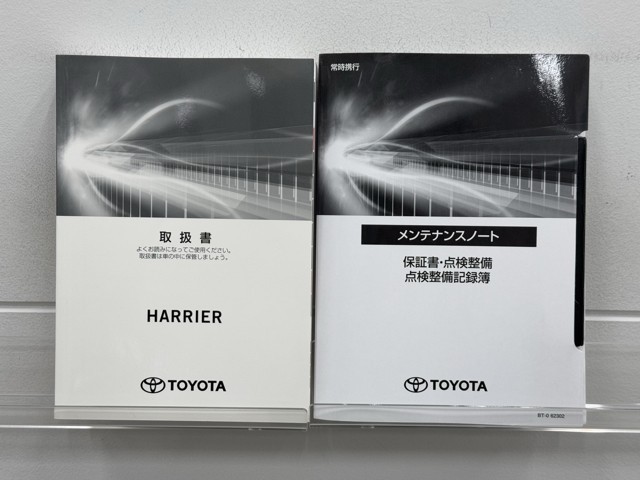 取扱書
よくお読みになってご使用ください。
取扱書は車の中に保管しましょう。
HARRIER
TOYOTA
常時携行
メンテナンスノート
保証書・点検整備
点検整備記録簿
TOYOTA
BT-0 62302